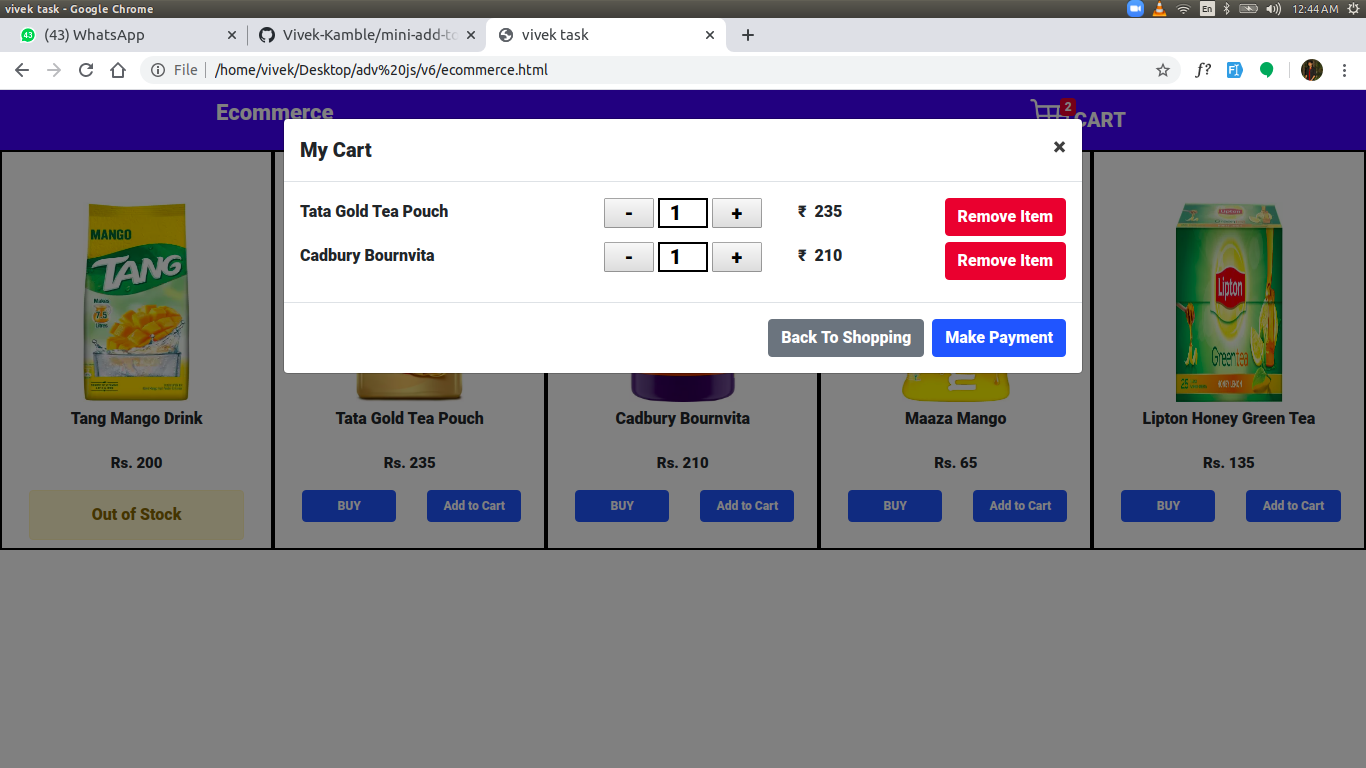 vivek task - Google Chrome
En
12:44 AM
43
(43) WhatsApp
Vivek-Kamble/mini-add-to
vivek task
File
/home/vivek/Desktop/adv%20js/v6/ecommerce.html
f?
Ecommerce
2
CART
My Cart
×
Tata Gold Tea Pouch - 1 + ₹ 235 Remove Item
Cadbury Bournvita - 1 + ₹ 210 Remove Item
Back To Shopping Make Payment
MANGO
TANG
Makes
7.5
Lipton
Lipton
Green tea
25
HONEY LEMON
Tang Mango Drink
Rs. 200
Out of Stock
Tata Gold Tea Pouch
Rs. 235
BUY Add to Cart
Cadbury Bournvita
Rs. 210
BUY Add to Cart
Maaza Mango
Rs. 65
BUY Add to Cart
Lipton Honey Green Tea
Rs. 135
BUY Add to Cart